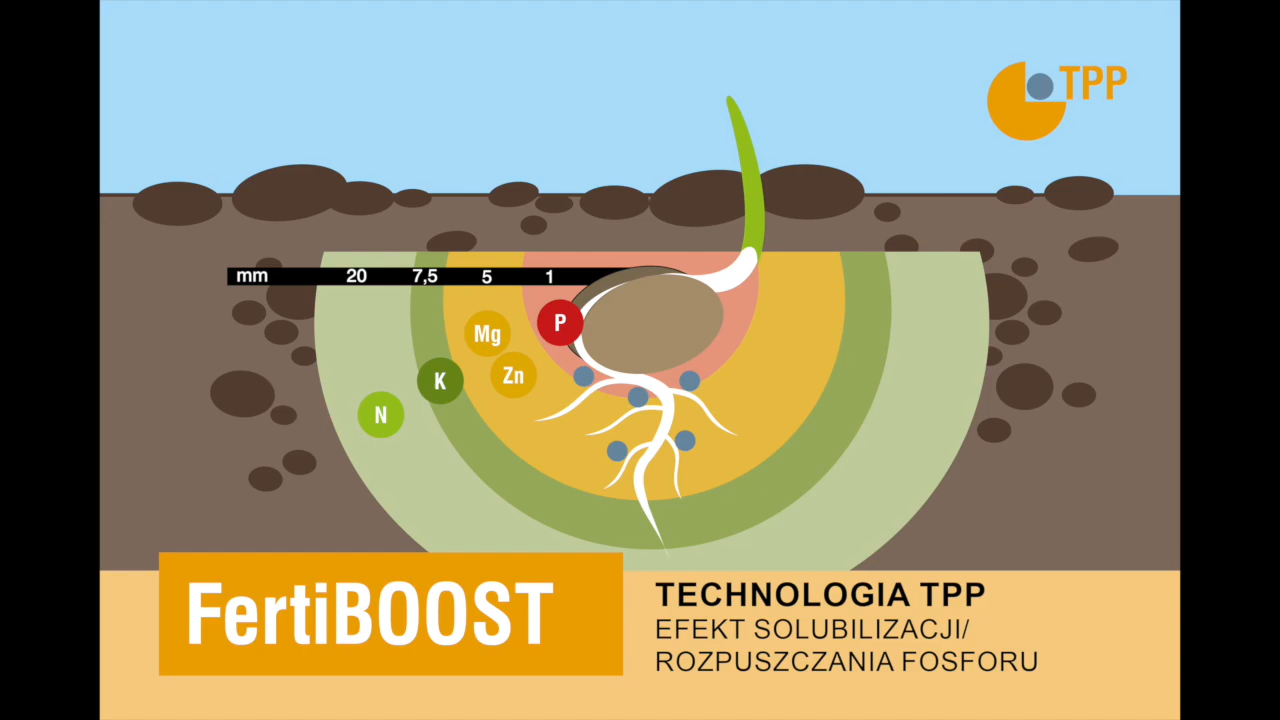 TPP
mm 20 7,5 5 1
P
Mg
Zn
K
N
FertiBOOST
TECHNOLOGIA TPP
EFEKT SOLUBILIZACJI/
ROZPUSZCZANIA FOSFORU